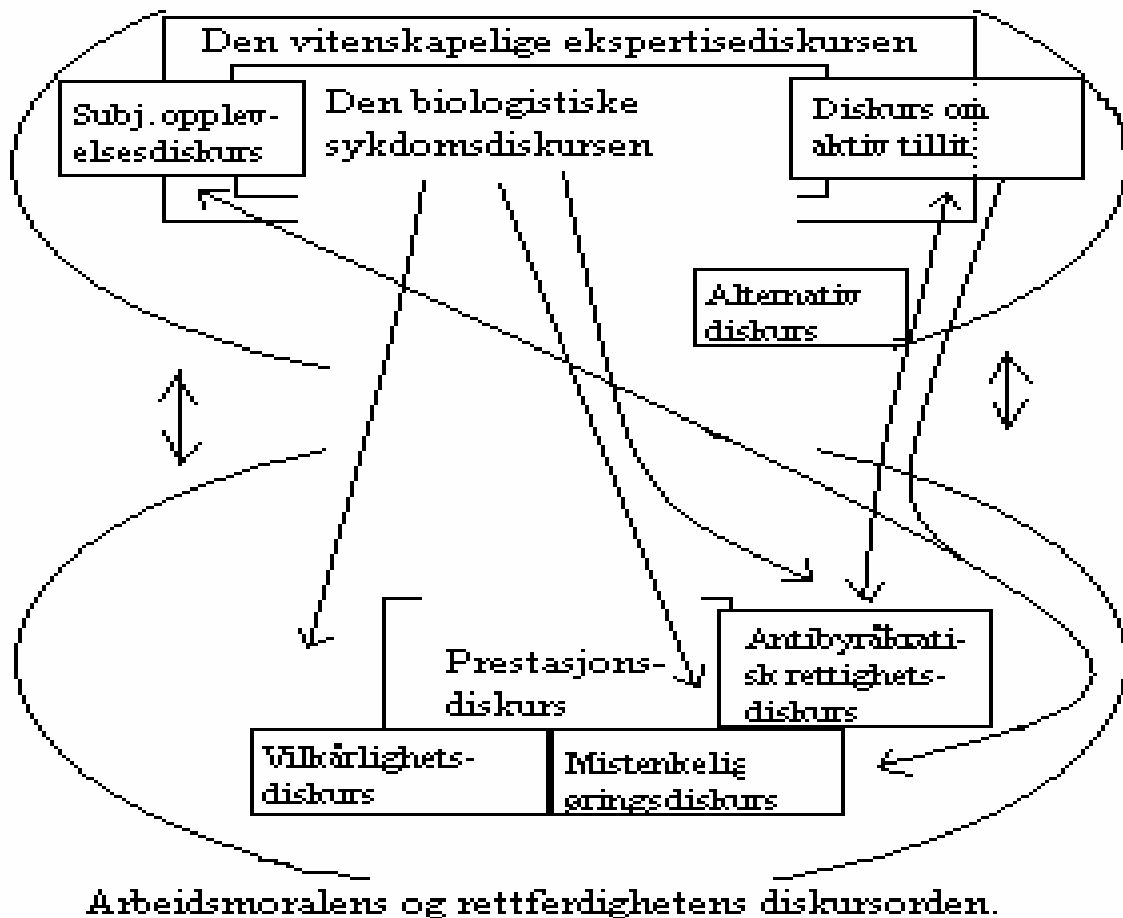 Den vitenskapelige ekspertisediskursen
Subj. opplev-
elsesdiskurs
Den biologistiske
sykdomsdiskursen
Diskurs om
aktiv tillit
Alternativ
diskurs
Prestasjons-
diskurs
Antibyråkrati-
sk rettighets-
diskurs
Vilkårlighets-
diskurs
Mistenkelig
gøringsdiskurs
Arbeidsmoralens og rettferdighetens diskursorden.